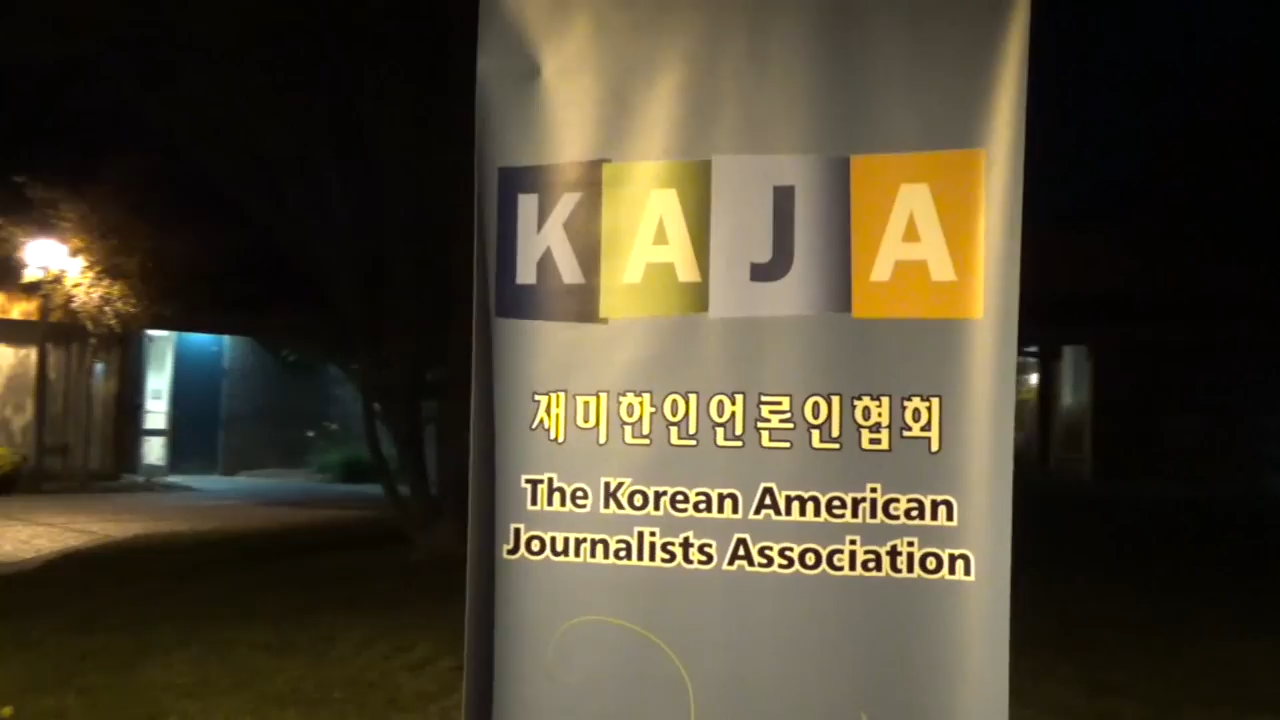 KAJA
재미한인언론인협회
The Korean American
Journalists Association